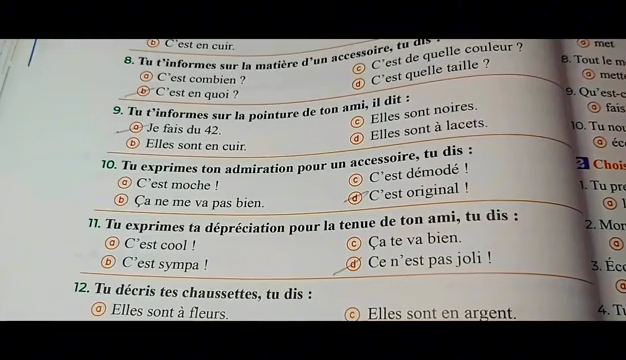 ⓑ C'est en cuir.
8. Tu t'informes sur la matière d'un accessoire, tu dis :
ⓐ C'est combien ?
ⓒ C'est de quelle couleur ?
ⓑ C'est en quoi ?
ⓓ C'est quelle taille ?
9. Tu t'informes sur la pointure de ton ami, il dit :
ⓐ Je fais du 42.
ⓒ Elles sont noires.
ⓑ Elles sont en cuir.
ⓓ Elles sont à lacets.
10. Tu exprimes ton admiration pour un accessoire, tu dis :
ⓐ C'est moche !
ⓒ C'est démodé !
ⓑ Ça ne me va pas bien.
ⓓ C'est original !
11. Tu exprimes ta dépréciation pour la tenue de ton ami, tu dis :
ⓐ C'est cool !
ⓒ Ça te va bien.
ⓑ C'est sympa !
ⓓ Ce n'est pas joli !
12. Tu décris tes chaussettes, tu dis :
ⓐ Elles sont à fleurs.
ⓒ Elles sont en argent.
ⓐ met
8. Tout le m
ⓐ mett
9. Qu'est-c
ⓐ fais
10. Tu nou
ⓐ éc
2 Chois
1. Tu pre
ⓐ
2. Mor
ⓐ
3. Éco
ⓐ
4. T